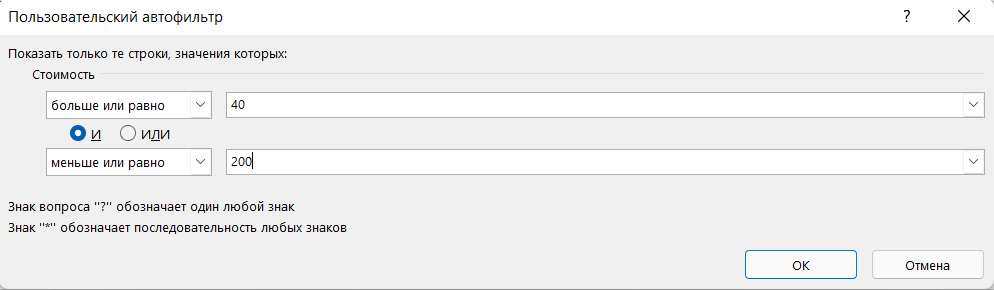 Пользовательский автофильтр ?
Показать только те строки, значения которых:
Стоимость
больше или равно 40
И ИЛИ
меньше или равно 200
Знак вопроса "?" обозначает один любой знак
Знак "*" обозначает последовательность любых знаков
ОК Отмена